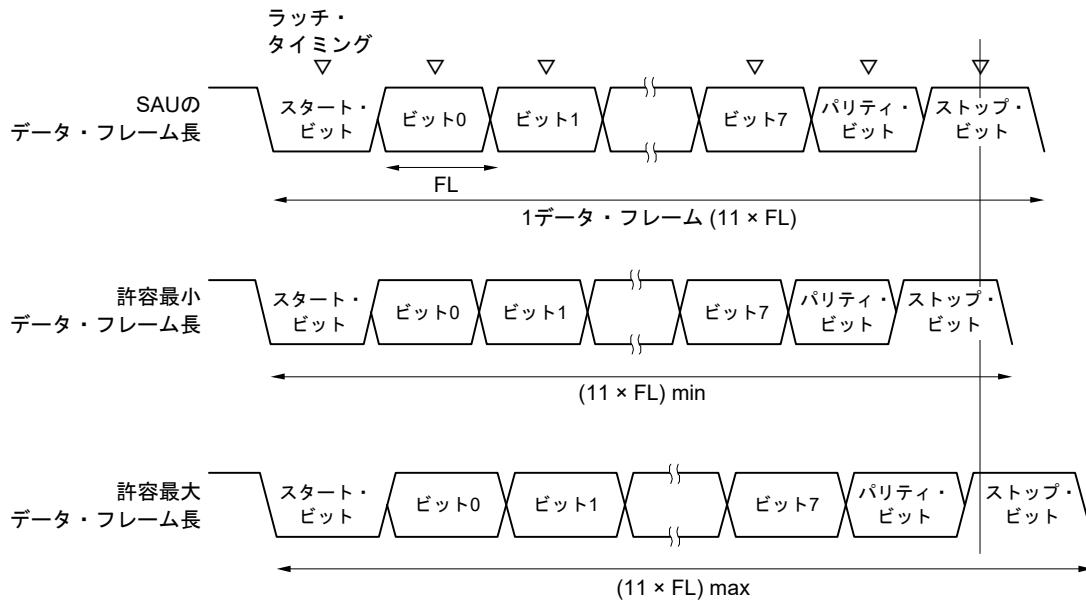 ラッチ・
タイミング
SAUの
データ・フレーム長
スタート・
ビット
ビット0
ビット1
ビット7
パリティ・
ビット
ストップ・
ビット
FL
1データ・フレーム (11 × FL)
許容最小
データ・フレーム長
スタート・
ビット
ビット0
ビット1
ビット7
パリティ・
ビット
ストップ・
ビット
(11 × FL) min
許容最大
データ・フレーム長
スタート・
ビット
ビット0
ビット1
ビット7
パリティ・
ビット
ストップ・
ビット
(11 × FL) max